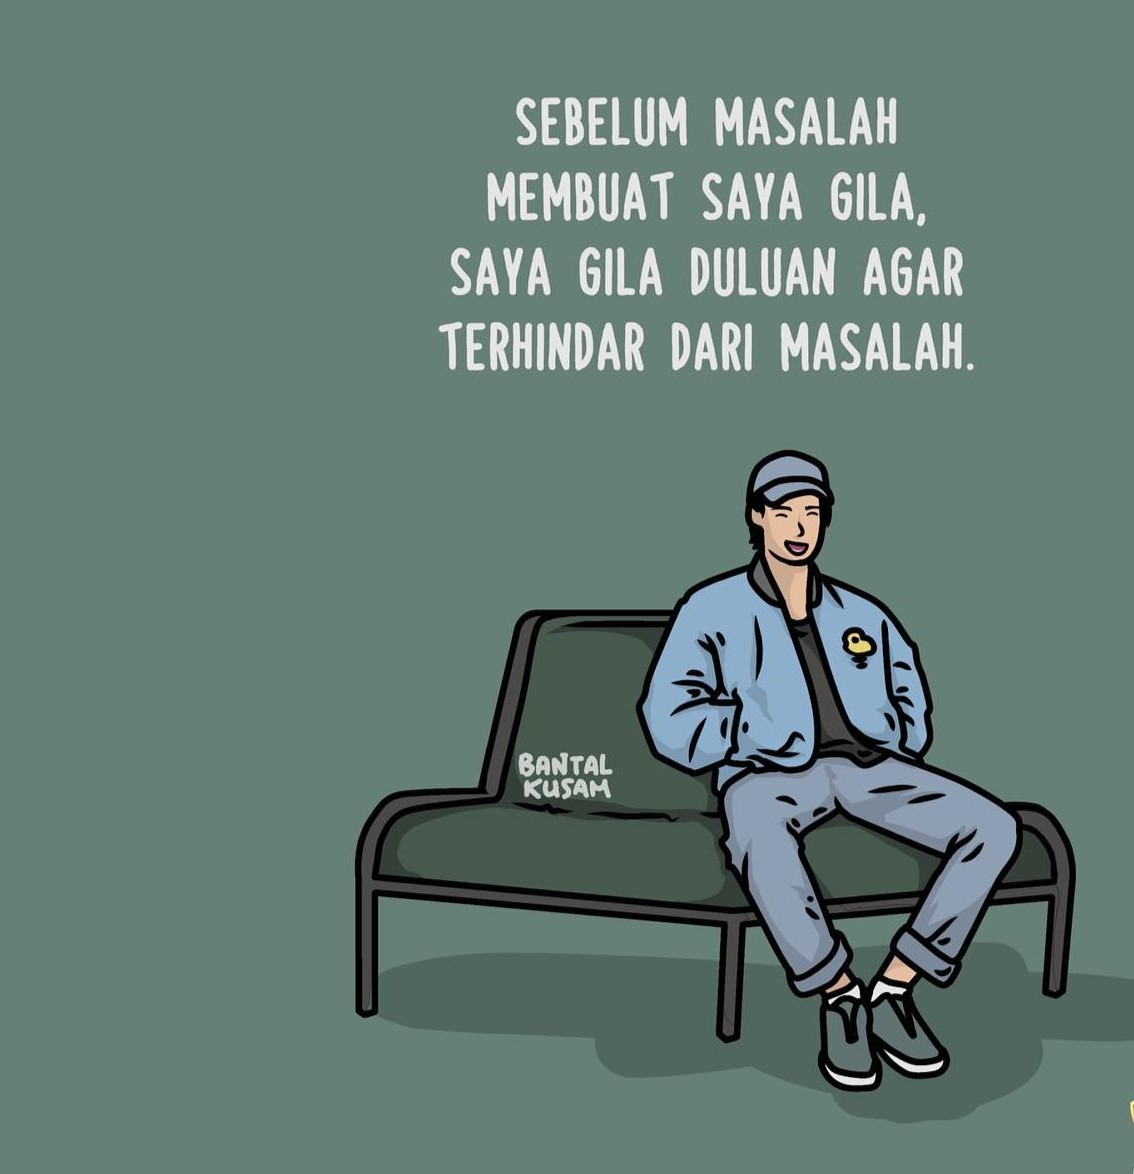 SEBELUM MASALAH
MEMBUAT SAYA GILA,
SAYA GILA DULUAN AGAR
TERHINDAR DARI MASALAH.
BANTAL
KUSAM